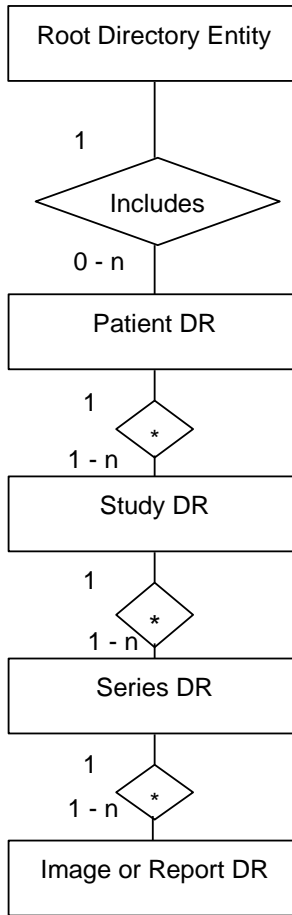 Root Directory Entity
1
Includes
0 - n
Patient DR
1
*
1 - n
Study DR
1
*
1 - n
Series DR
1
*
1 - n
Image or Report DR